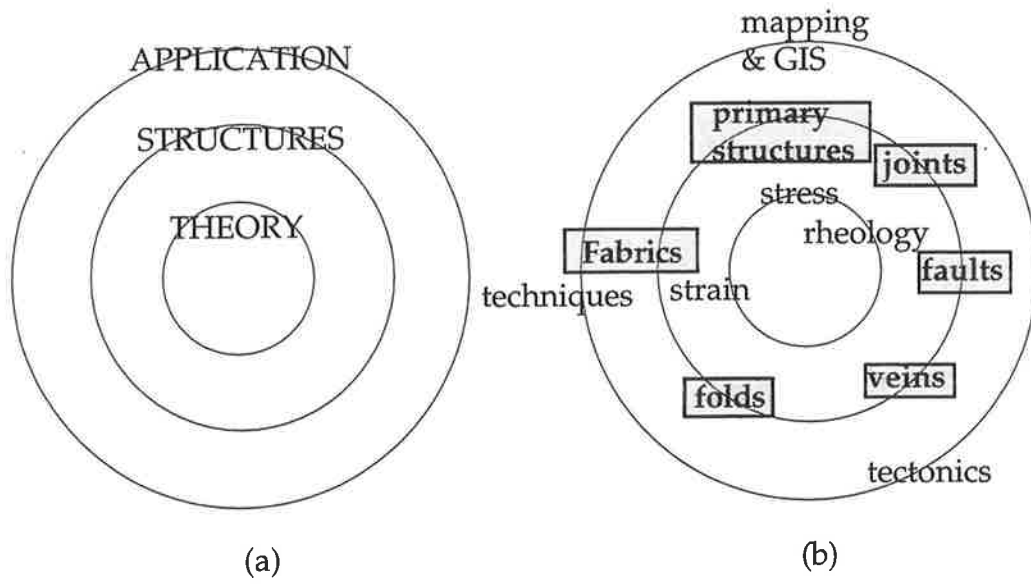 APPLICATION
STRUCTURES
THEORY
(a)
mapping
& GIS
primary
structures
joints
stress
rheology
Fabrics
faults
techniques
strain
folds
veins
tectonics
(b)